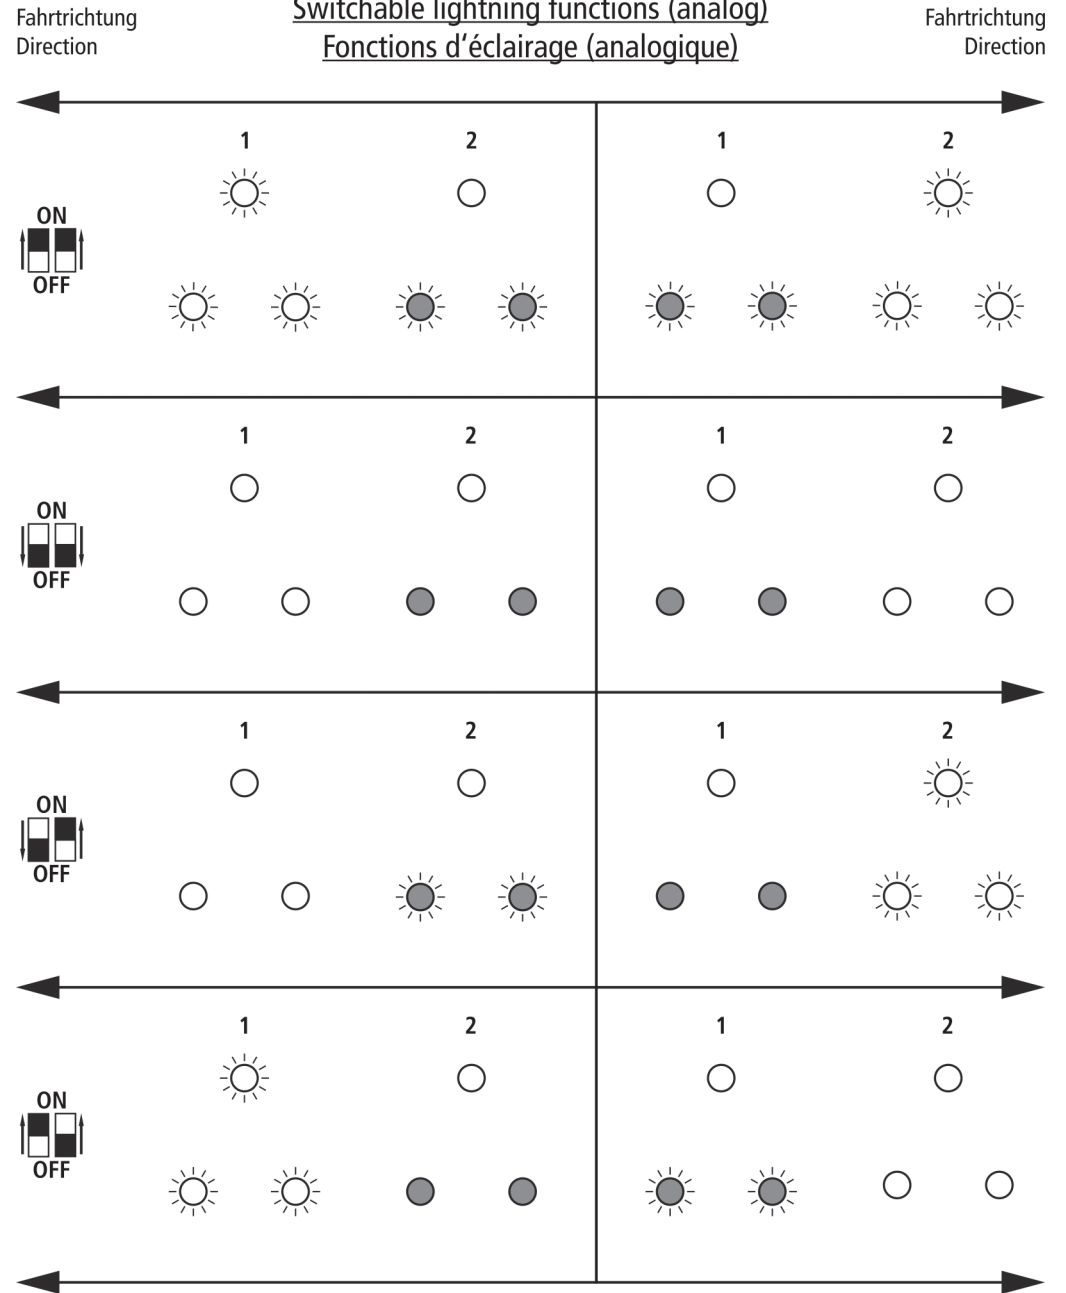 Switchable lightning functions (analog)
Fahrtrichtung
Direction
Fonctions d‘éclairage (analogique)
Fahrtrichtung
Direction
1 2 1 2
ON
OFF
1 2 1 2
ON
OFF
1 2 1 2
ON
OFF
1 2 1 2
ON
OFF